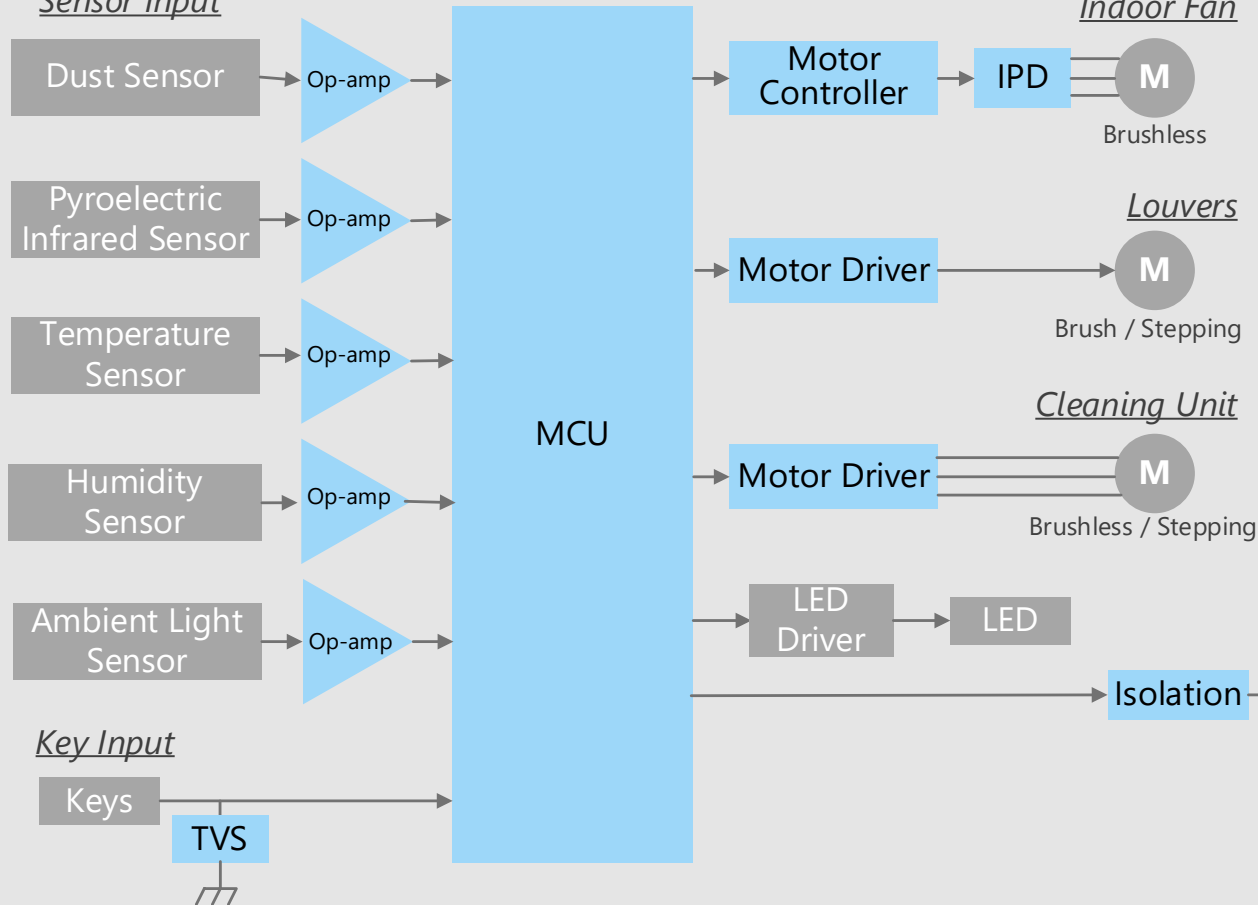 Sensor Input
Dust Sensor
Op-amp
Pyroelectric
Infrared Sensor
Op-amp
Temperature
Sensor
Op-amp
Humidity
Sensor
Op-amp
Ambient Light
Sensor
Op-amp
Key Input
Keys
TVS
MCU
Indoor Fan
Motor
Controller
IPD
M
Brushless
Louvers
Motor Driver
M
Brush / Stepping
Cleaning Unit
Motor Driver
M
Brushless / Stepping
LED
Driver
LED
Isolation